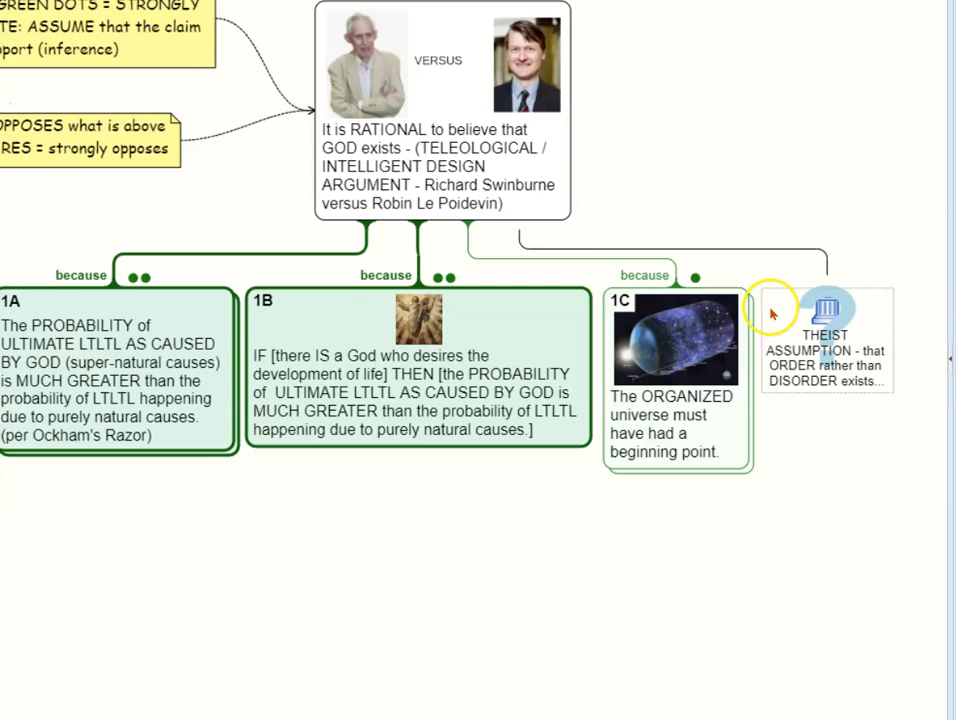 GREEN DOTS = STRONGLY
TE: ASSUME that the claim
port (inference)
OPPOSES what is above
RES = strongly opposes
VERSUS
It is RATIONAL to believe that
GOD exists - (TELEOLOGICAL /
INTELLIGENT DESIGN
ARGUMENT - Richard Swinburne
versus Robin Le Poidevin)
because
because
because
1A
The PROBABILITY of
ULTIMATE LTLTL AS CAUSED
BY GOD (super-natural causes)
is MUCH GREATER than the
probability of LTLTL happening
due to purely natural causes.
(per Ockham's Razor)
1B
IF [there IS a God who desires the
development of life] THEN [the PROBABILITY
of ULTIMATE LTLTL AS CAUSED BY GOD is
MUCH GREATER than the probability of LTLTL
happening due to purely natural causes.]
1C
The ORGANIZED
universe must
have had a
beginning point.
?
THEIST
ASSUMPTION - that
ORDER rather than
DISORDER exists...